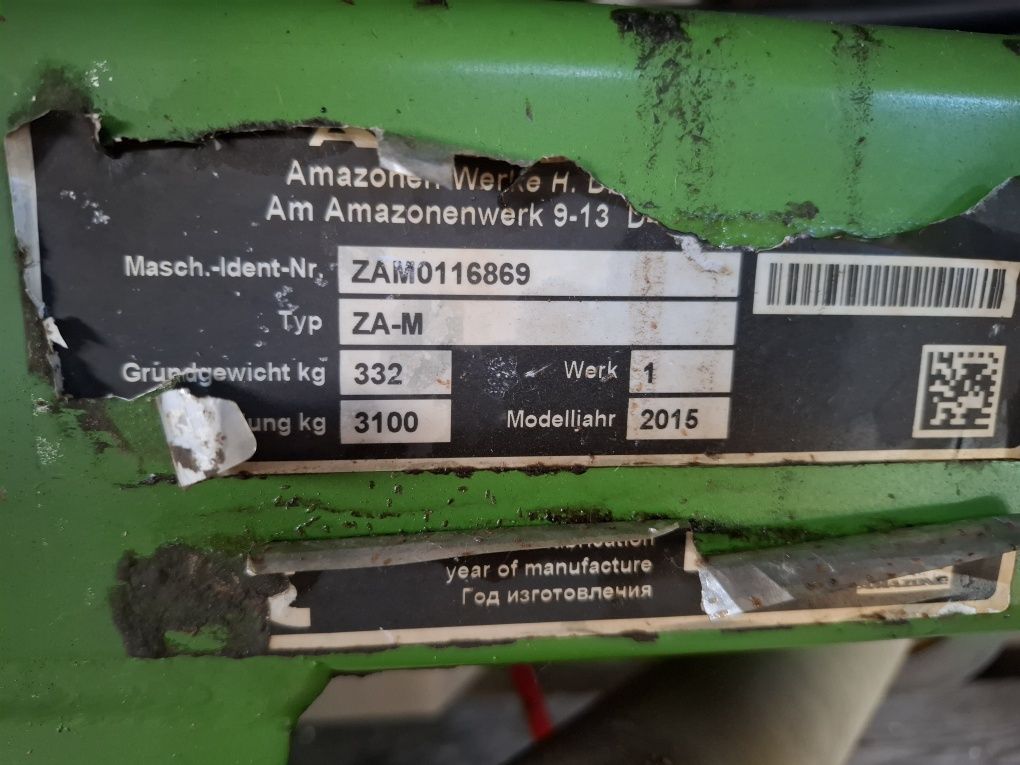 Amazonen Werke H. D
Am Amazonenwerk 9-13 D-
Masch.-Ident-Nr. ZAM0116869
Typ ZA-M
Grundgewicht kg 332 Werk 1
ung kg 3100 Modelljahr 2015
year of manufacture
Год изготовления